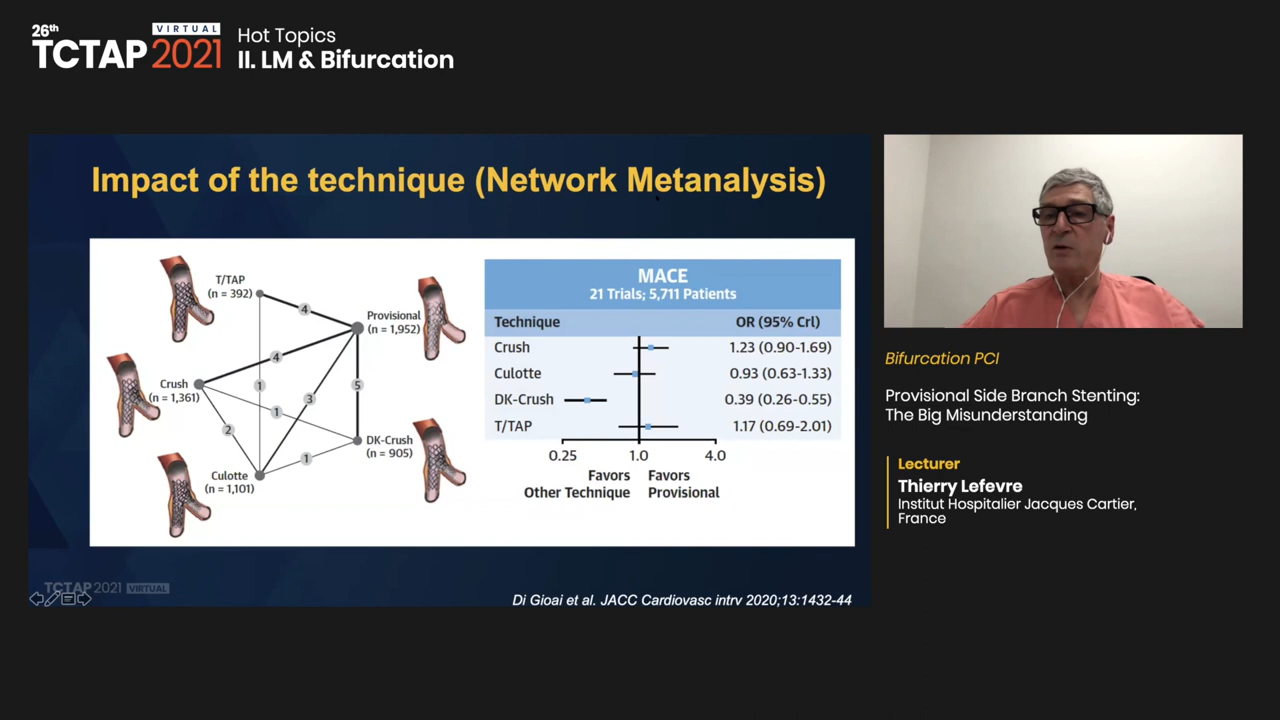 26th
TCTAP
VIRTUAL
2021
Hot Topics
II. LM & Bifurcation
Impact of the technique (Network Metanalysis)
T/TAP
(n = 392)
4
Provisional
(n = 1,952)
4
Crush
(n = 1,361)
1
5
3
1
2
DK-Crush
(n = 905)
1
Culotte
(n = 1,101)
MACE
21 Trials; 5,711 Patients
Technique OR (95% CrI)
Crush 1.23 (0.90-1.69)
Culotte 0.93 (0.63-1.33)
DK-Crush 0.39 (0.26-0.55)
T/TAP 1.17 (0.69-2.01)
0.25 1.0 4.0
Favors Favors
Other Technique Provisional
TCTAP 2021 VIRTUAL
Di Gioai et al. JACC Cardiovasc intrv 2020;13:1432-44
Bifurcation PCI
Provisional Side Branch Stenting:
The Big Misunderstanding
Lecturer
Thierry Lefevre
Institut Hospitalier Jacques Cartier,
France